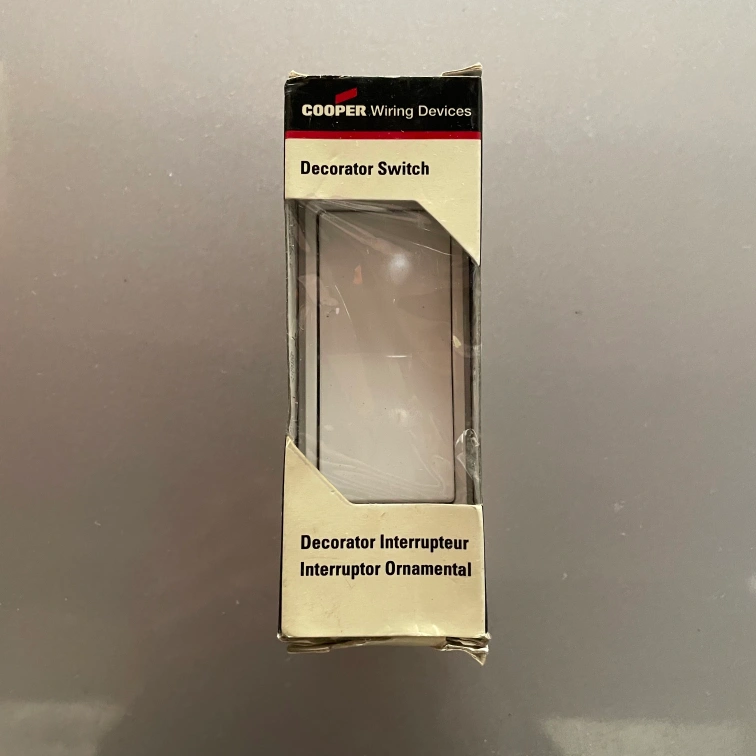 COOPER Wiring Devices
Decorator Switch
Decorator Interrupteur
Interruptor Ornamental